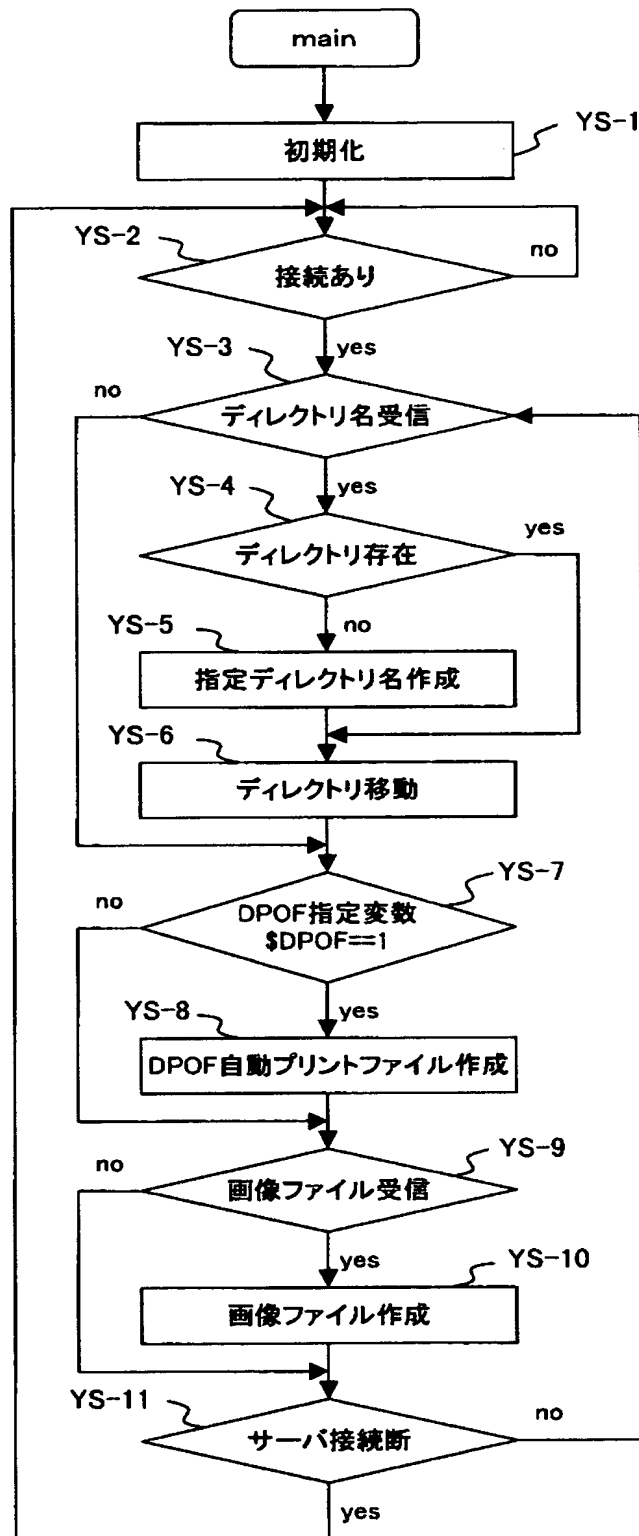 main
YS-1
初期化
YS-2
接続あり
no
YS-3
yes
no
ディレクトリ名受信
YS-4
yes
yes
ディレクトリ存在
YS-5
no
指定ディレクトリ名作成
YS-6
ディレクトリ移動
YS-7
no
DPOF指定変数
$DPOF==1
YS-8
yes
DPOF自動プリントファイル作成
YS-9
no
画像ファイル受信
yes
YS-10
画像ファイル作成
YS-11
no
サーバ接続断
yes